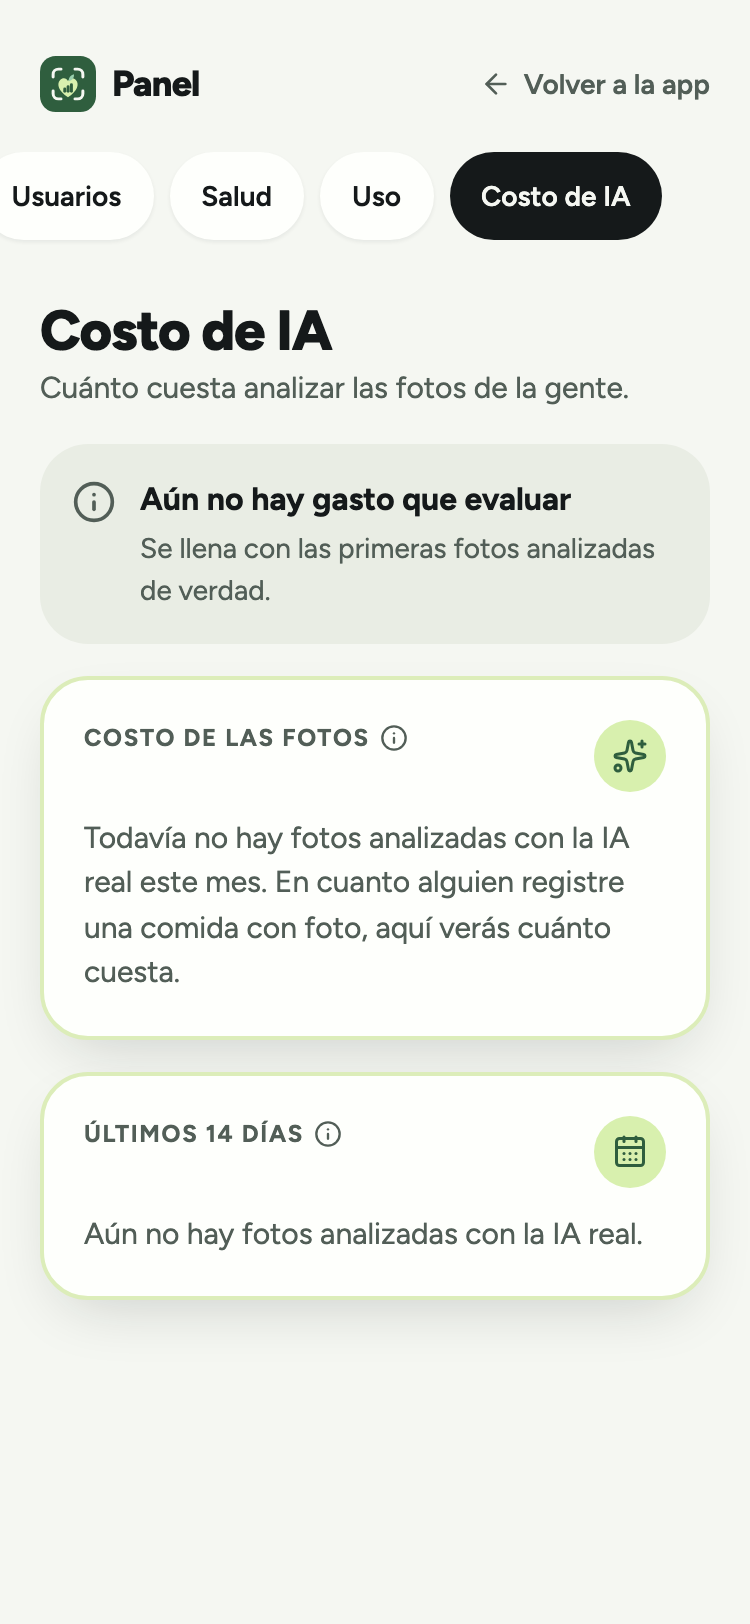 Panel
Volver a la app
Usuarios
Salud
Uso
Costo de IA
Costo de IA
Cuánto cuesta analizar las fotos de la gente.
Aún no hay gasto que evaluar
Se llena con las primeras fotos analizadas
de verdad.
COSTO DE LAS FOTOS
Todavía no hay fotos analizadas con la IA
real este mes. En cuanto alguien registre
una comida con foto, aquí verás cuánto
cuesta.
ÚLTIMOS 14 DÍAS
Aún no hay fotos analizadas con la IA real.